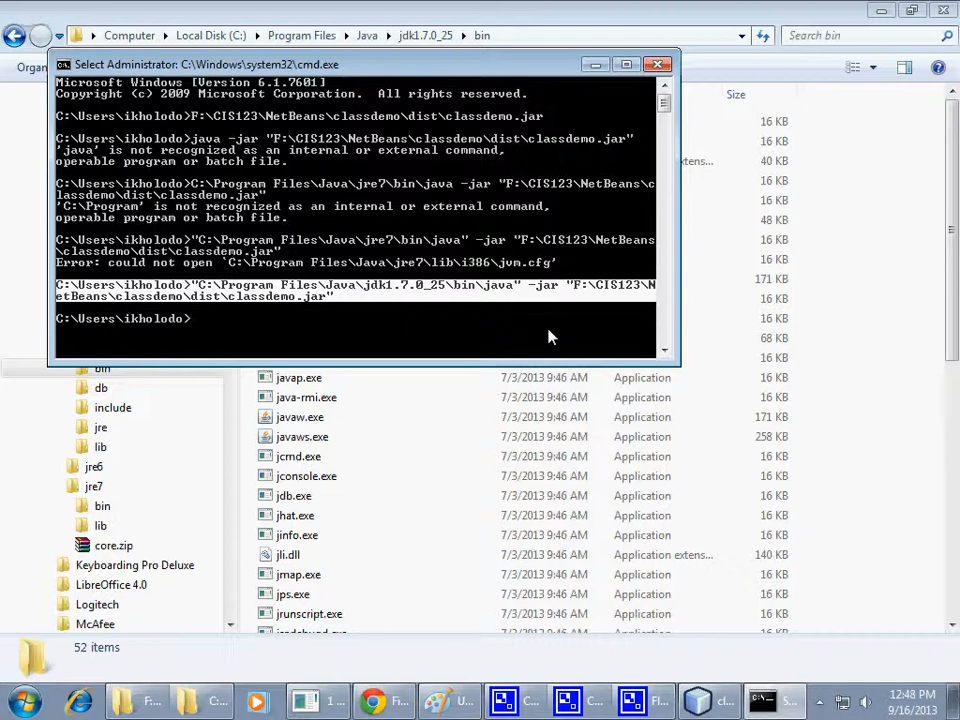 Computer Local Disk (C:) Program Files Java jdk1.7.0_25 bin Search bin
Organ
Select Administrator: C:\Windows\system32\cmd.exe
Microsoft Windows [Version 6.1.7601]
Copyright (c) 2009 Microsoft Corporation.  All rights reserved.
C:\Users\ikholodo>F:\CIS123\NetBeans\classdemo\dist\classdemo.jar
C:\Users\ikholodo>java -jar "F:\CIS123\NetBeans\classdemo\dist\classdemo.jar"
'java' is not recognized as an internal or external command,
operable program or batch file.
C:\Users\ikholodo>C:\Program Files\Java\jre7\bin\java -jar "F:\CIS123\NetBeans\c
lassdemo\dist\classdemo.jar"
'C:\Program' is not recognized as an internal or external command,
operable program or batch file.
C:\Users\ikholodo>"C:\Program Files\Java\jre7\bin\java" -jar "F:\CIS123\NetBeans
\classdemo\dist\classdemo.jar"
Error: could not open `C:\Program Files\Java\jre7\lib\i386\jvm.cfg'
C:\Users\ikholodo>"C:\Program Files\Java\jdk1.7.0_25\bin\java" -jar "F:\CIS123\N
etBeans\classdemo\dist\classdemo.jar"
C:\Users\ikholodo>
Size
16 KB
16 KB
xtens... 40 KB
16 KB
16 KB
48 KB
16 KB
16 KB
171 KB
16 KB
16 KB
68 KB
16 KB
bin
db
include
jre
lib
jre6
jre7
bin
lib
core.zip
Keyboarding Pro Deluxe
LibreOffice 4.0
Logitech
McAfee
javap.exe 7/3/2013 9:46 AM Application 16 KB
java-rmi.exe 7/3/2013 9:46 AM Application 16 KB
javaw.exe 7/3/2013 9:46 AM Application 171 KB
javaws.exe 7/3/2013 9:46 AM Application 258 KB
jcmd.exe 7/3/2013 9:46 AM Application 16 KB
jconsole.exe 7/3/2013 9:46 AM Application 16 KB
jdb.exe 7/3/2013 9:46 AM Application 16 KB
jhat.exe 7/3/2013 9:46 AM Application 16 KB
jinfo.exe 7/3/2013 9:46 AM Application 16 KB
jli.dll 7/3/2013 9:46 AM Application extens... 140 KB
jmap.exe 7/3/2013 9:46 AM Application 16 KB
jps.exe 7/3/2013 9:46 AM Application 16 KB
jrunscript.exe 7/3/2013 9:46 AM Application 16 KB
52 items
F:... C:... 1 ... Fi... U... C... C... Fl... cl... S...
12:48 PM
9/16/2013